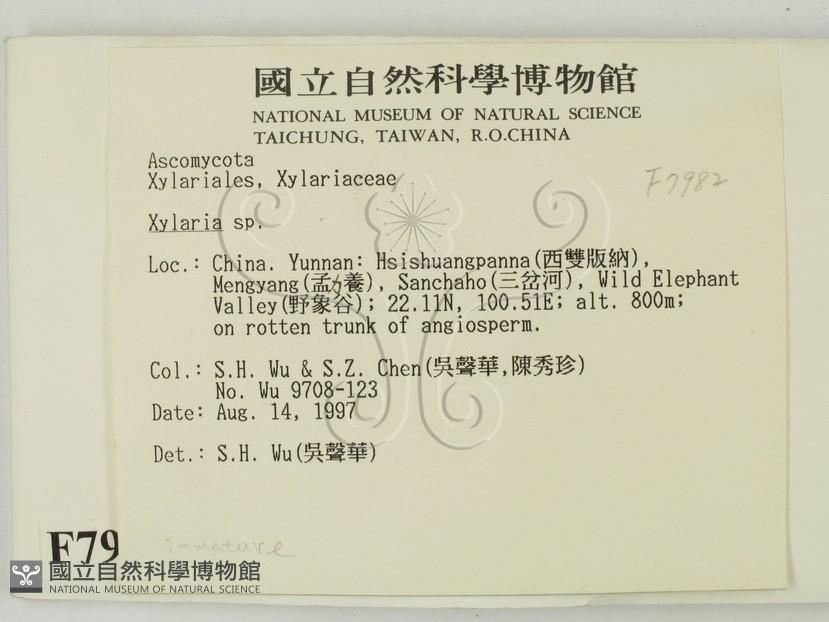 國立自然科學博物館
NATIONAL MUSEUM OF NATURAL SCIENCE
TAICHUNG, TAIWAN, R.O.CHINA
Ascomycota
Xylariales, Xylariaceae
F7982
Xylaria sp.
Loc.: China. Yunnan: Hsishuangpanna(西雙版納),
Mengyang(孟力養), Sanchaho(三岔河), Wild Elephant
Valley(野象谷); 22.11N, 100.51E; alt. 800m;
on rotten trunk of angiosperm.
Col.: S.H. Wu & S.Z. Chen(吳聲華,陳秀珍)
No. Wu 9708-123
Date: Aug. 14, 1997
Det.: S.H. Wu(吳聲華)
immature
F79
國立自然科學博物館
NATIONAL MUSEUM OF NATURAL SCIENCE